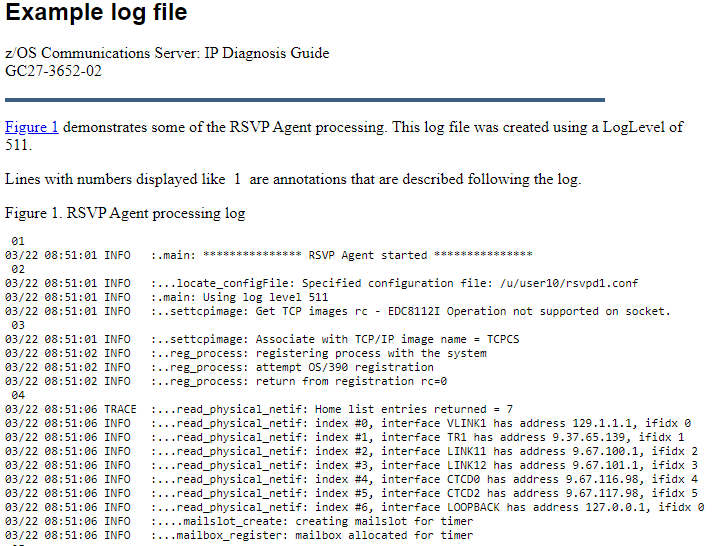 Example log file
z/OS Communications Server: IP Diagnosis Guide
GC27-3652-02
Figure 1 demonstrates some of the RSVP Agent processing. This log file was created using a LogLevel of
511.
Lines with numbers displayed like  1  are annotations that are described following the log.
Figure 1. RSVP Agent processing log
01
03/22 08:51:01 INFO   :.main: *************** RSVP Agent started ***************
02
03/22 08:51:01 INFO   :...locate_configFile: Specified configuration file: /u/user10/rsvpd1.conf
03/22 08:51:01 INFO   :.main: Using log level 511
03/22 08:51:01 INFO   :..settcpimage: Get TCP images rc - EDC8112I Operation not supported on socket.
03
03/22 08:51:01 INFO   :..settcpimage: Associate with TCP/IP image name = TCPCS
03/22 08:51:02 INFO   :..reg_process: registering process with the system
03/22 08:51:02 INFO   :..reg_process: attempt OS/390 registration
03/22 08:51:02 INFO   :..reg_process: return from registration rc=0
04
03/22 08:51:06 TRACE  :...read_physical_netif: Home list entries returned = 7
03/22 08:51:06 INFO   :...read_physical_netif: index #0, interface VLINK1 has address 129.1.1.1, ifidx 0
03/22 08:51:06 INFO   :...read_physical_netif: index #1, interface TR1 has address 9.37.65.139, ifidx 1
03/22 08:51:06 INFO   :...read_physical_netif: index #2, interface LINK11 has address 9.67.100.1, ifidx 2
03/22 08:51:06 INFO   :...read_physical_netif: index #3, interface LINK12 has address 9.67.101.1, ifidx 3
03/22 08:51:06 INFO   :...read_physical_netif: index #4, interface CTCD0 has address 9.67.116.98, ifidx 4
03/22 08:51:06 INFO   :...read_physical_netif: index #5, interface CTCD2 has address 9.67.117.98, ifidx 5
03/22 08:51:06 INFO   :...read_physical_netif: index #6, interface LOOPBACK has address 127.0.0.1, ifidx 0
03/22 08:51:06 INFO   :....mailslot_create: creating mailslot for timer
03/22 08:51:06 INFO   :...mailbox_register: mailbox allocated for timer